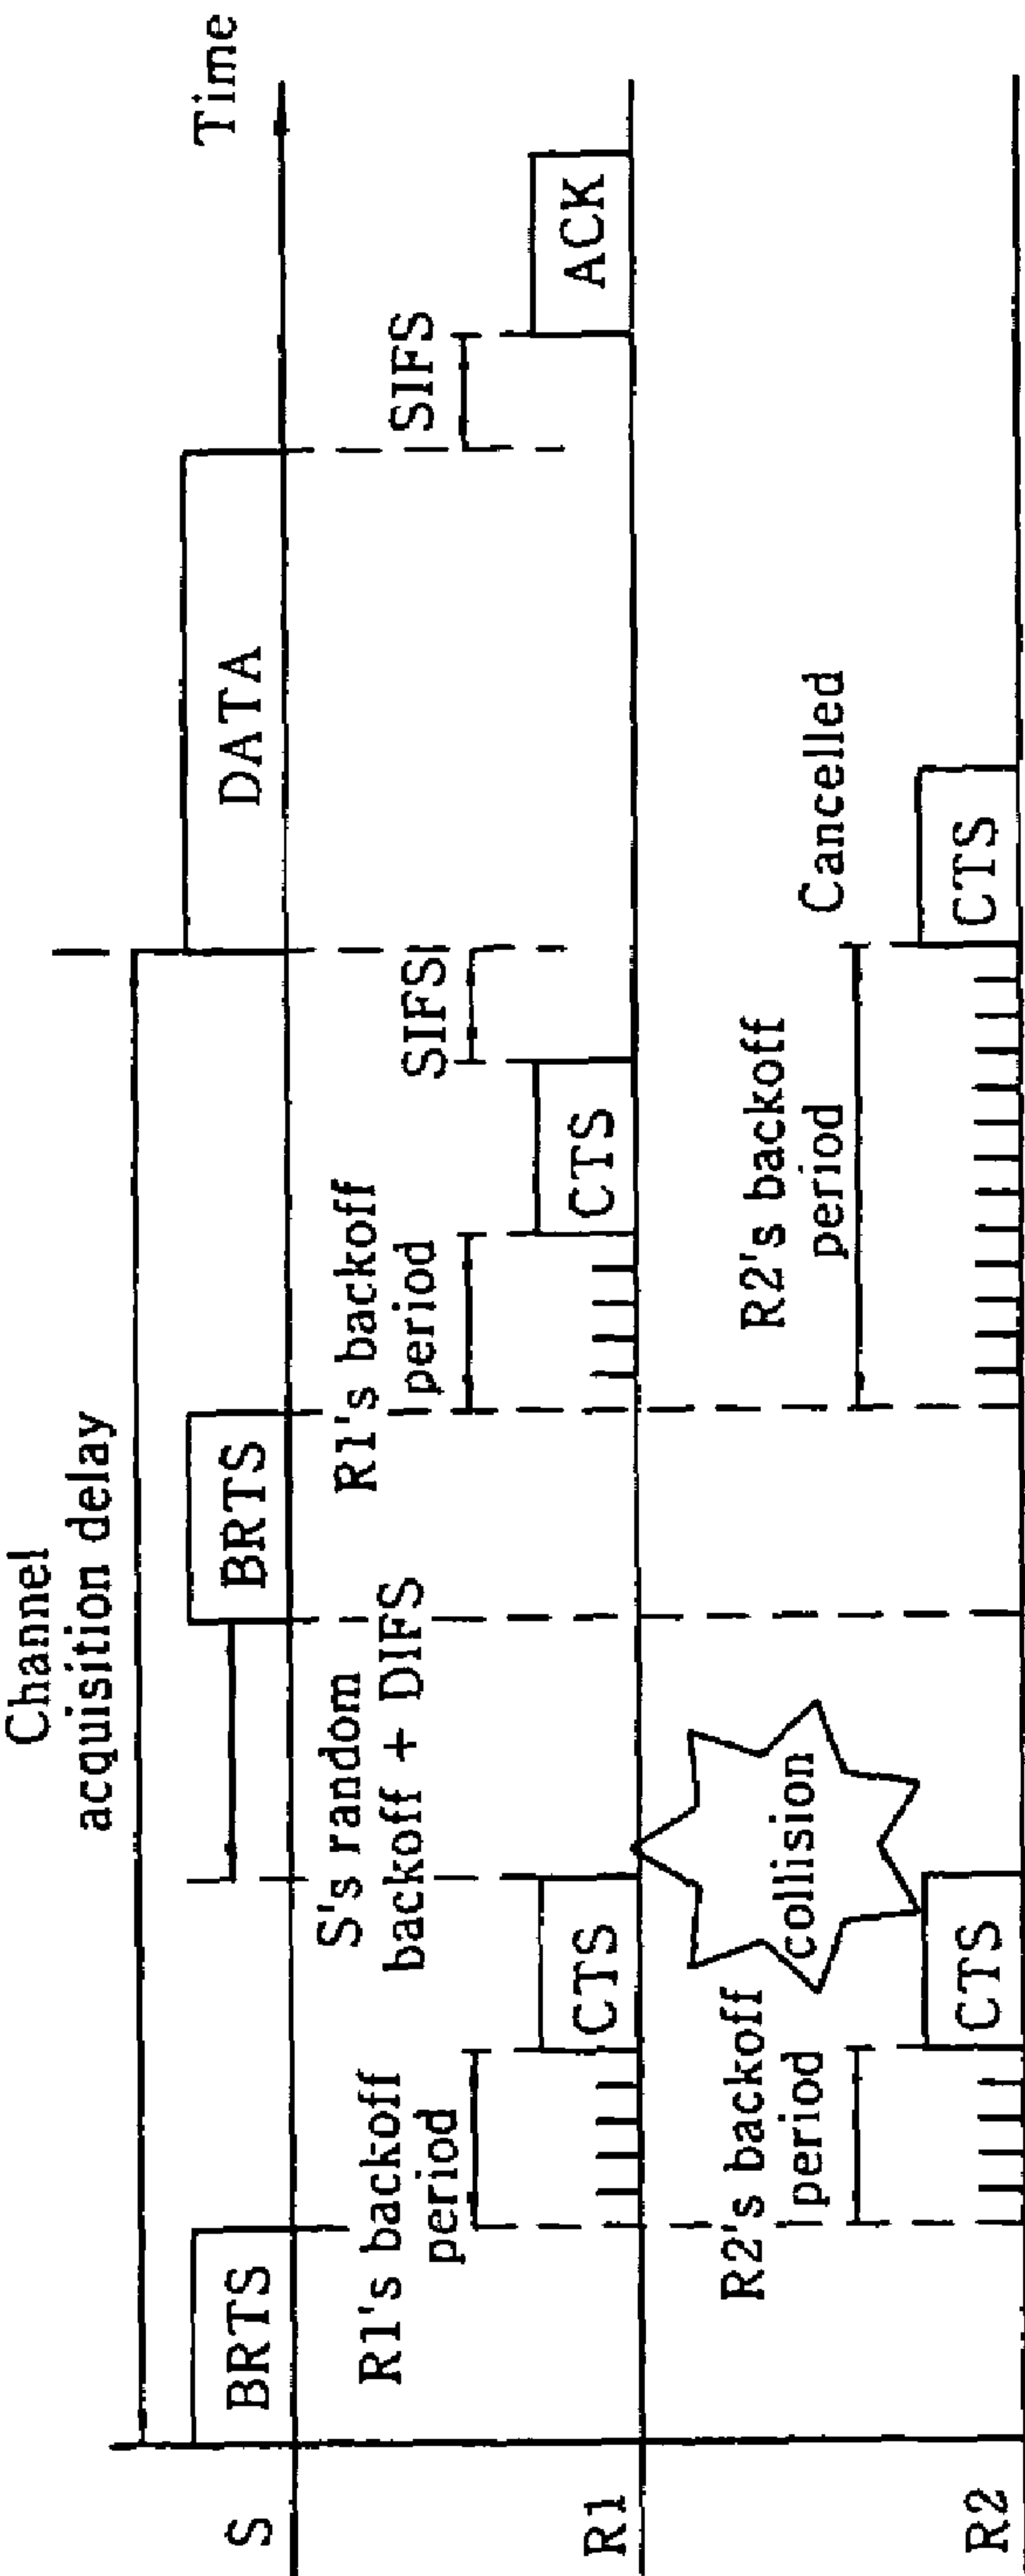 Channel
acquisition delay
Time
S
BRTS
BRTS
DATA
S's random
backoff + DIFS
R1's backoff
period
R1's backoff
period
SIFS
SIFS
R1
CTS
CTS
ACK
R2's backoff
period
collision
R2's backoff
period
Cancelled
R2
CTS
CTS